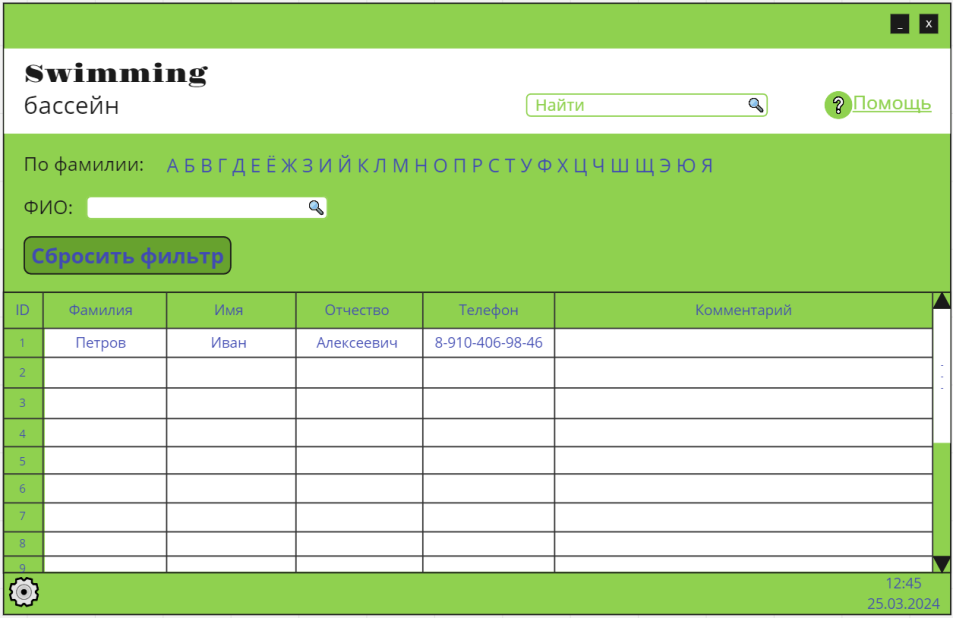 _ x
Swimming
бассейн
Найти
? Помощь
По фамилии: А Б В Г Д Е Ё Ж З И Й К Л М Н О П Р С Т У Ф Х Ц Ч Ш Щ Э Ю Я
ФИО:
Сбросить фильтр
ID Фамилия Имя Отчество Телефон Комментарий
1 Петров Иван Алексеевич 8-910-406-98-46
2
3
4
5
6
7
8
9
12:45
25.03.2024